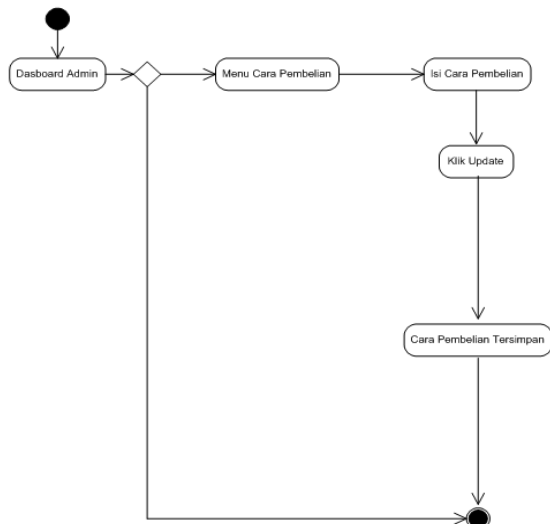 Dasboard Admin
Menu Cara Pembelian
Isi Cara Pembelian
Klik Update
Cara Pembelian Tersimpan